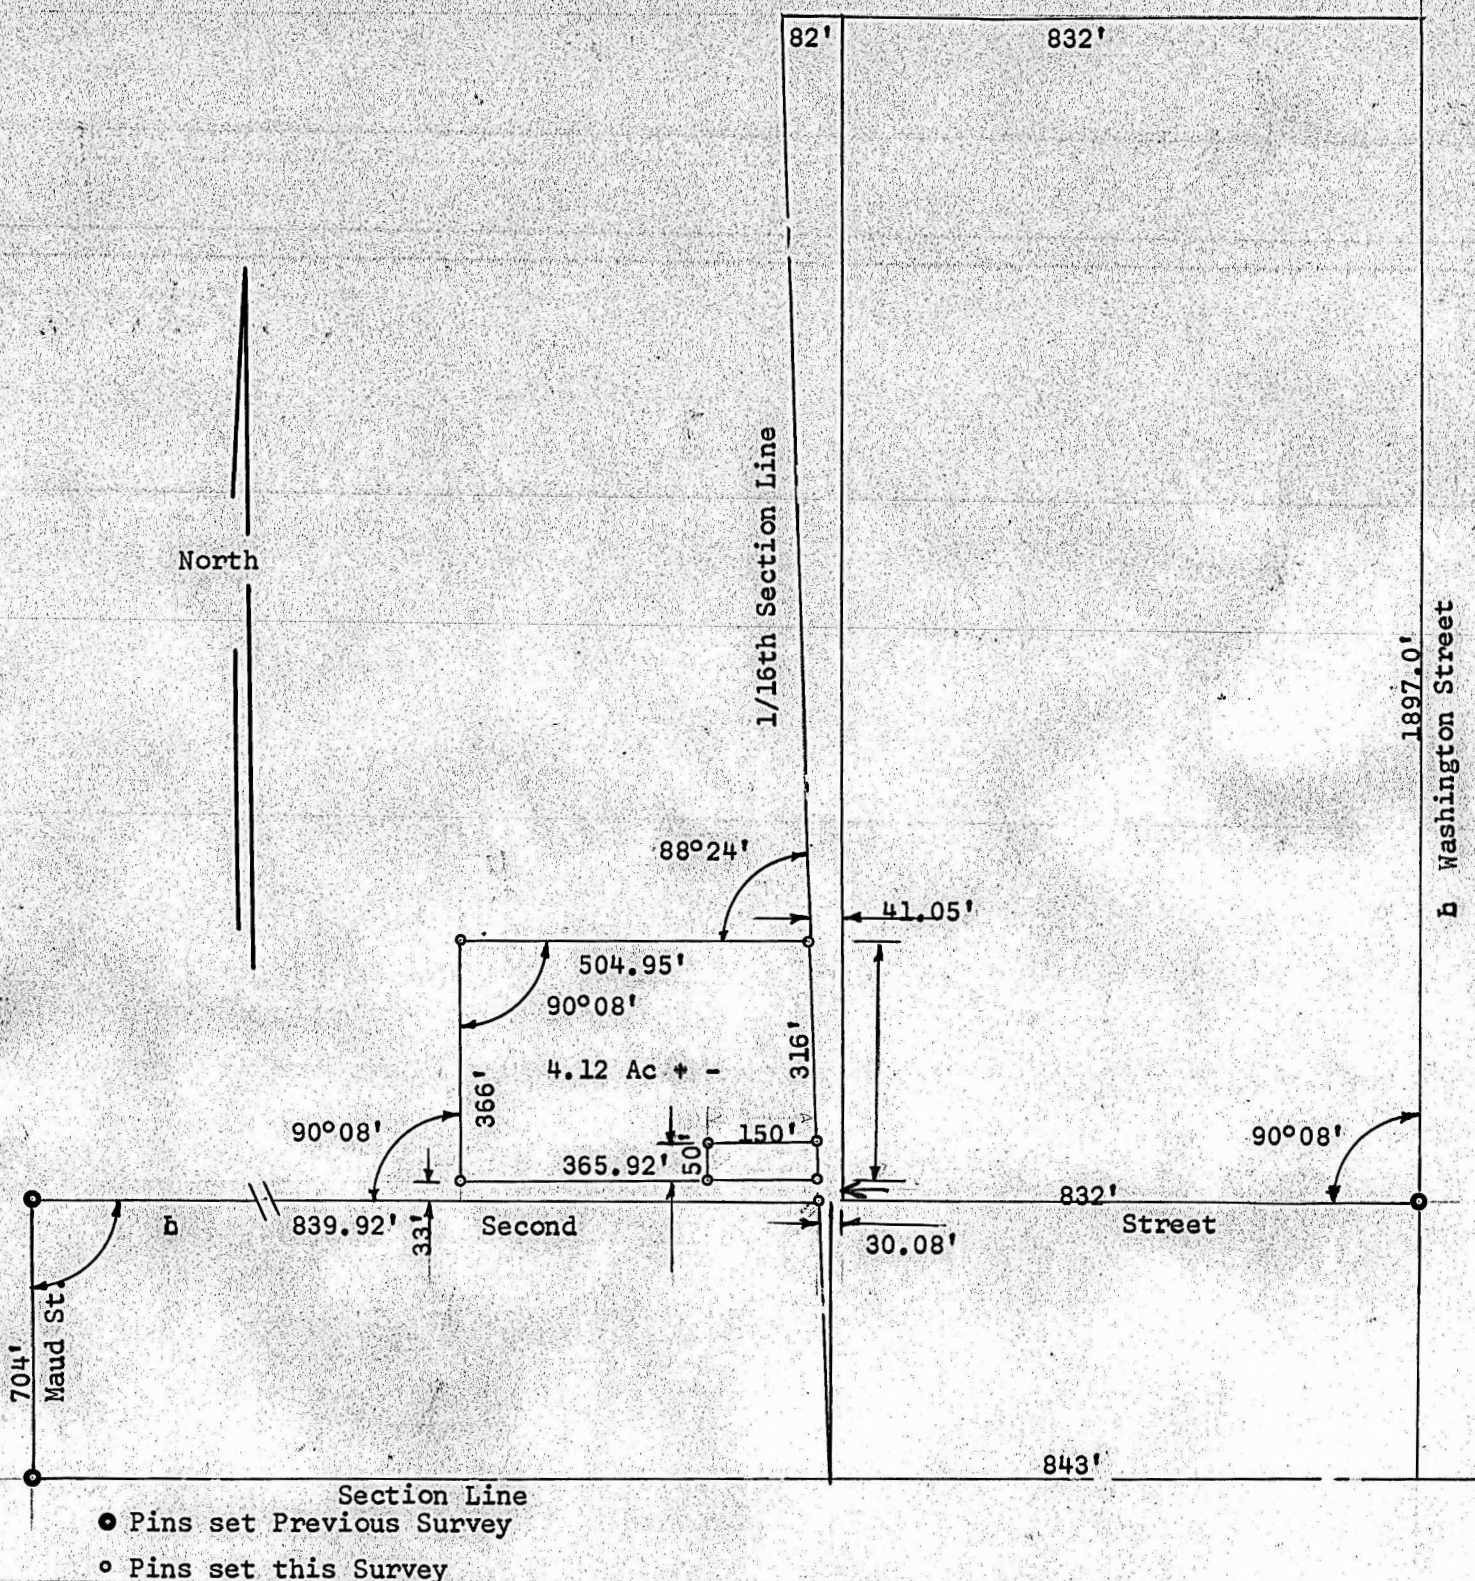 82'
832'
North
1/16th Section Line
1897.0'
Washington Street
88°24'
41.05'
504.95'
90°08'
316'
4.12 Ac + -
366'
90°08'
150'
50'
365.92'
90°08'
832'
839.92'
33'
Second
Street
30.08'
704'
Maud St.
843'
Section Line
Pins set Previous Survey
Pins set this Survey